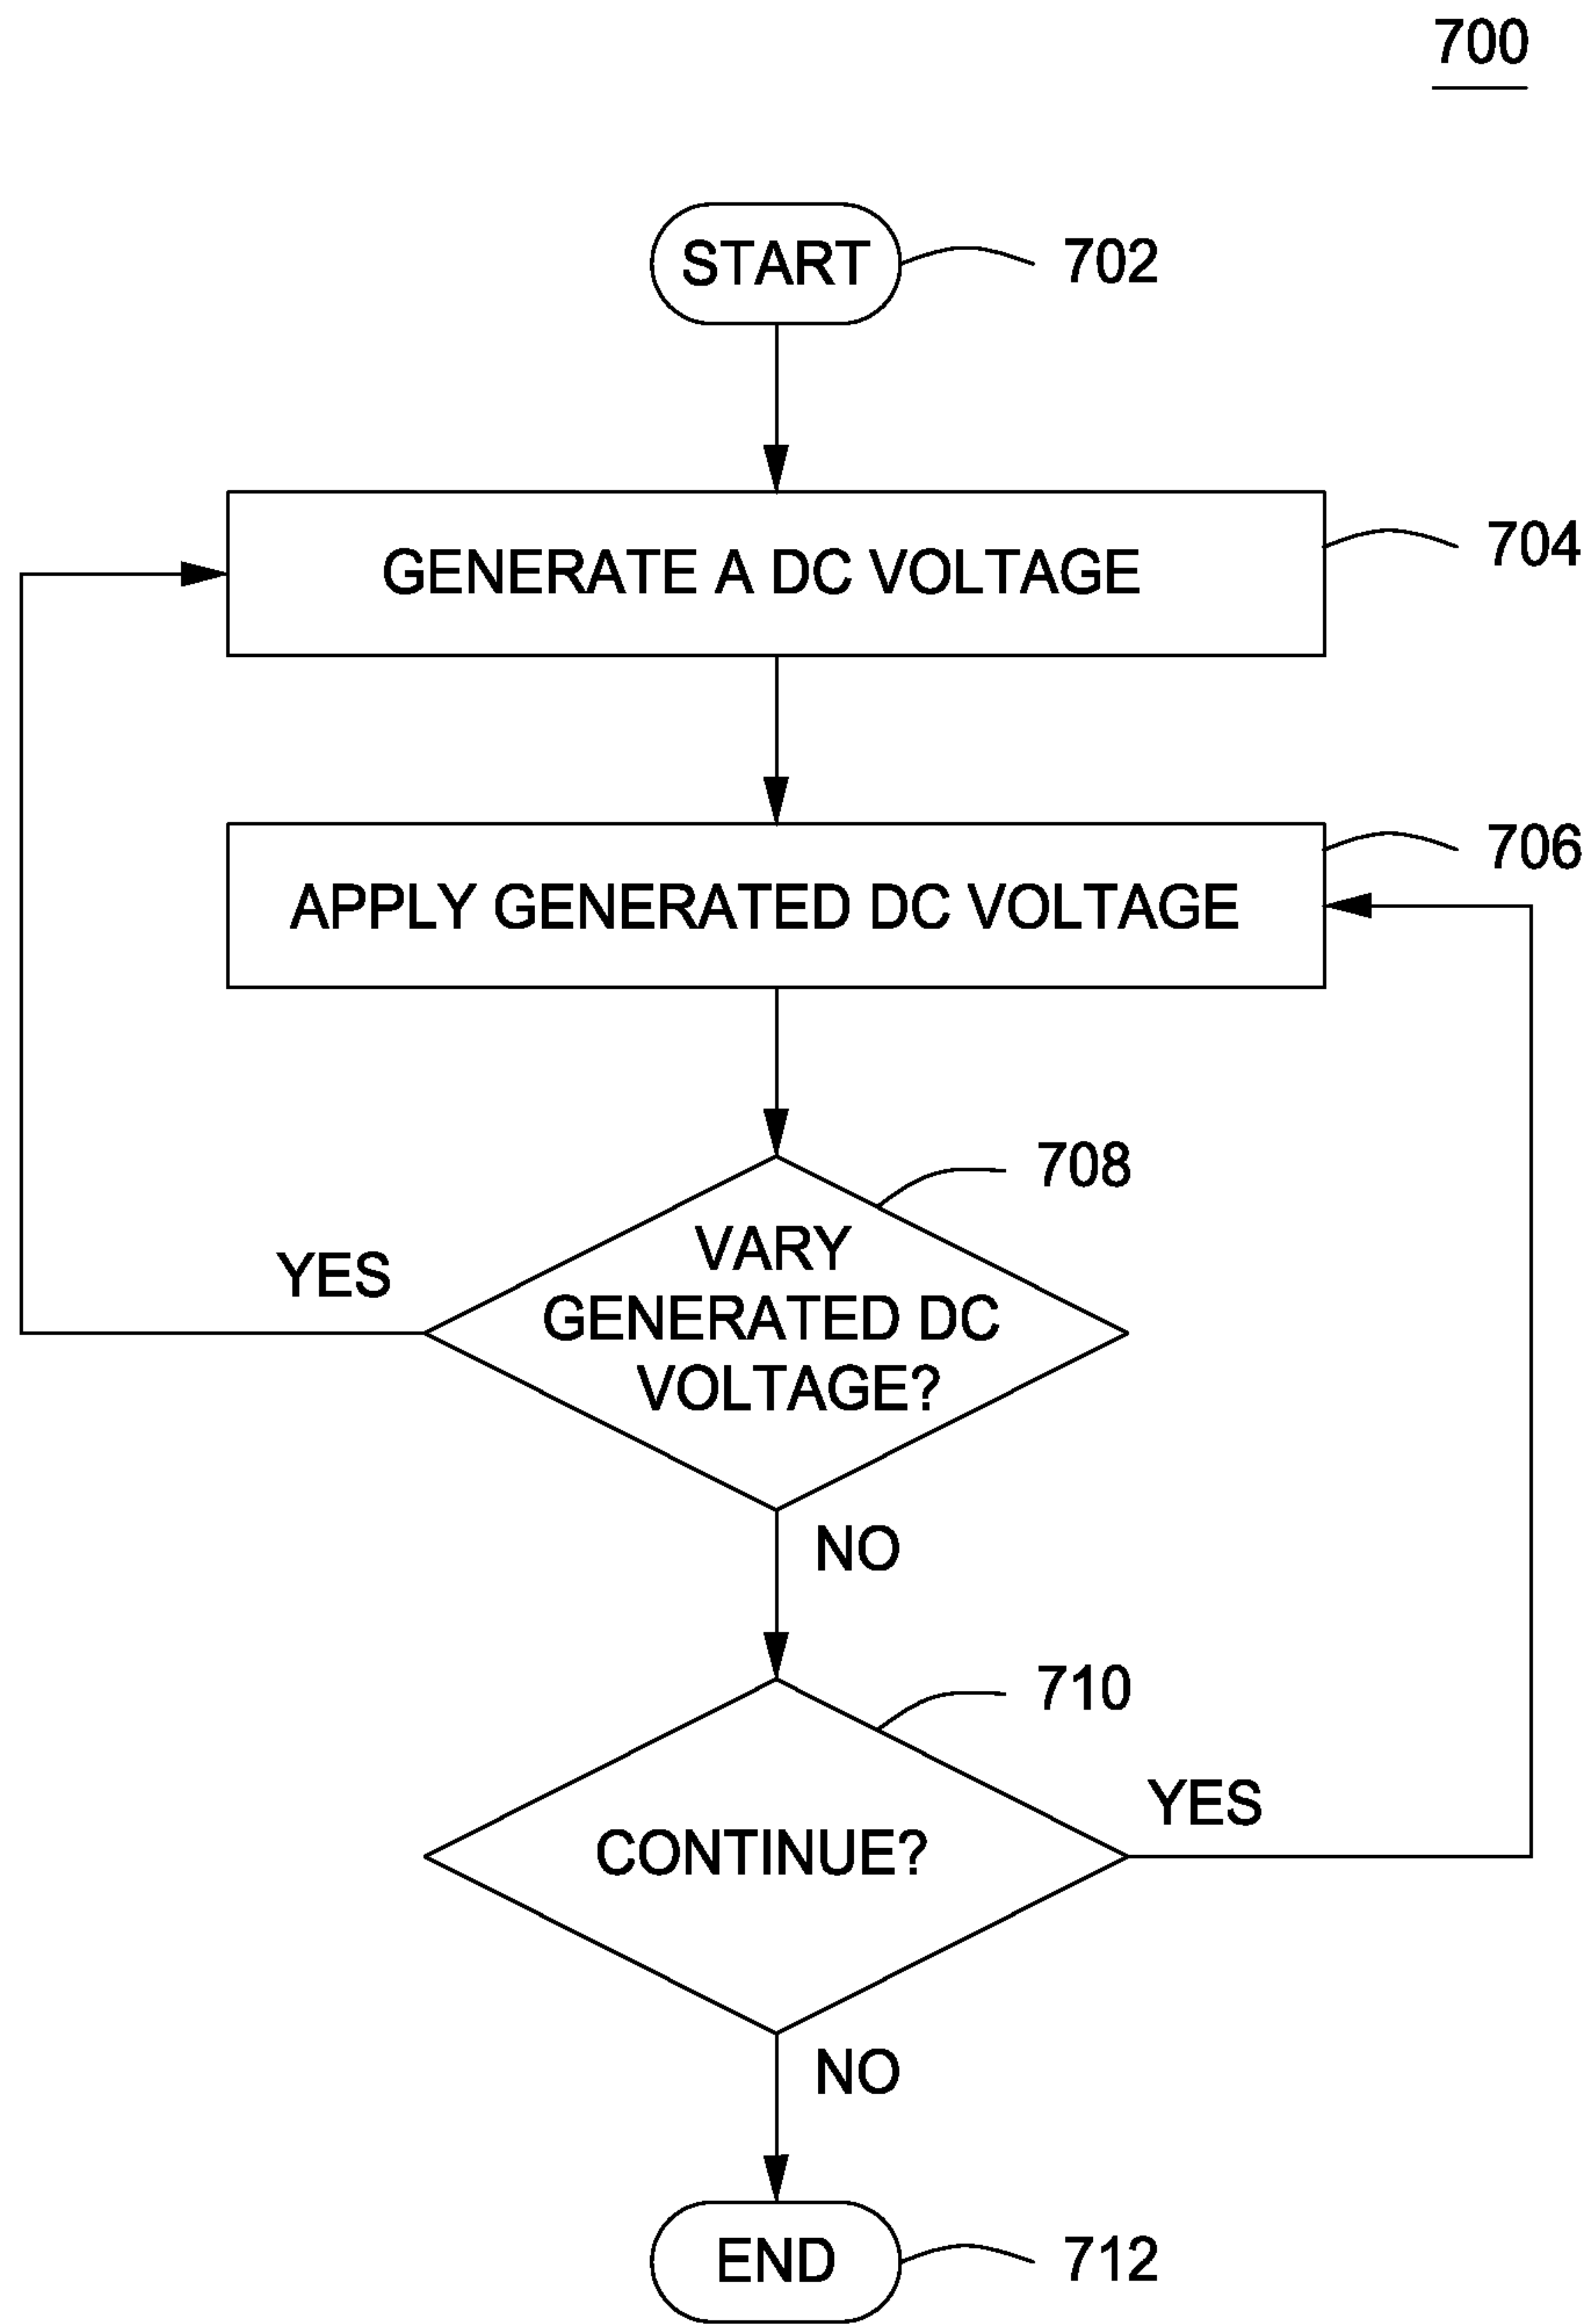 700
START
702
GENERATE A DC VOLTAGE
704
APPLY GENERATED DC VOLTAGE
706
708
VARY
GENERATED DC
VOLTAGE?
YES
NO
710
CONTINUE?
YES
NO
END
712